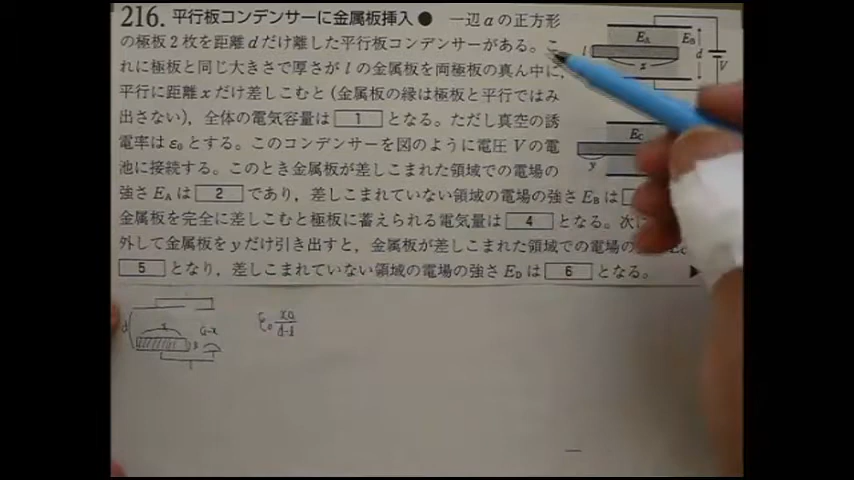 216. 平行板コンデンサーに金属板挿入● 一辺aの正方形
の極板2枚を距離dだけ離した平行板コンデンサーがある。こ
れに極板と同じ大きさで厚さがlの金属板を両極板の真ん中に,
平行に距離xだけ差しこむと(金属板の縁は極板と平行ではみ
出さない), 全体の電気容量は 1 となる。ただし真空の誘
電率はε0とする。このコンデンサーを図のように電圧Vの電
池に接続する。このとき金属板が差しこまれた領域での電場の
強さEAは 2 であり, 差しこまれていない領域の電場の強さEBは
金属板を完全に差しこむと極板に蓄えられる電気量は 4 となる。次に
外して金属板をyだけ引き出すと, 金属板が差しこまれた領域での電場の
5 となり, 差しこまれていない領域の電場の強さEDは 6 となる。
EA
EB
l
x
d
V
EC
y
d
x
a-x
l
ε0 xa/d-l